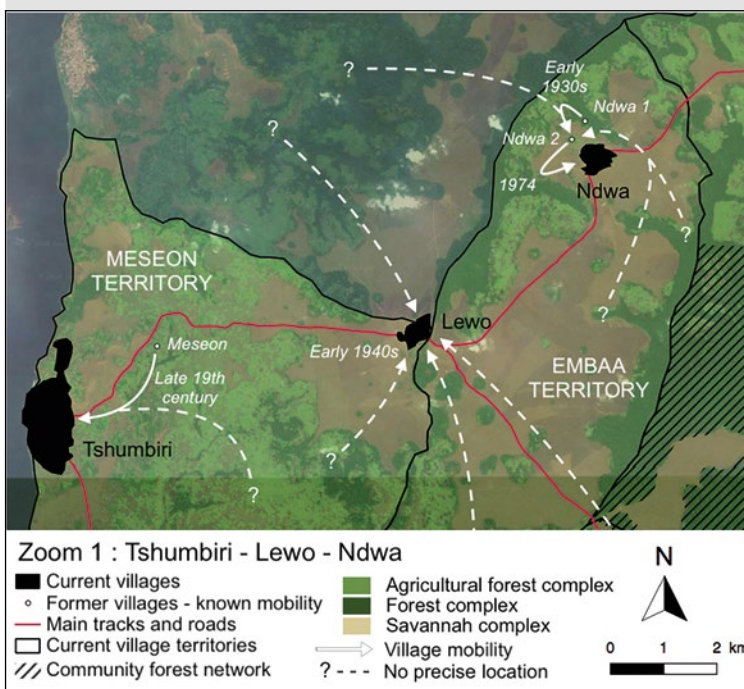 ?
Early
1930s
Ndwa 1
?
Ndwa 2
1974
Ndwa
MESEON
TERRITORY
?
Lewo
Meseon
Early 1940s
?
EMBAA
TERRITORY
Late 19th
century
Tshumbiri
?
?
Zoom 1 : Tshumbiri - Lewo - Ndwa
Current villages
Former villages - known mobility
Main tracks and roads
Current village territories
Community forest network
Agricultural forest complex
Forest complex
Savannah complex
Village mobility
? No precise location
N
0 1 2 km